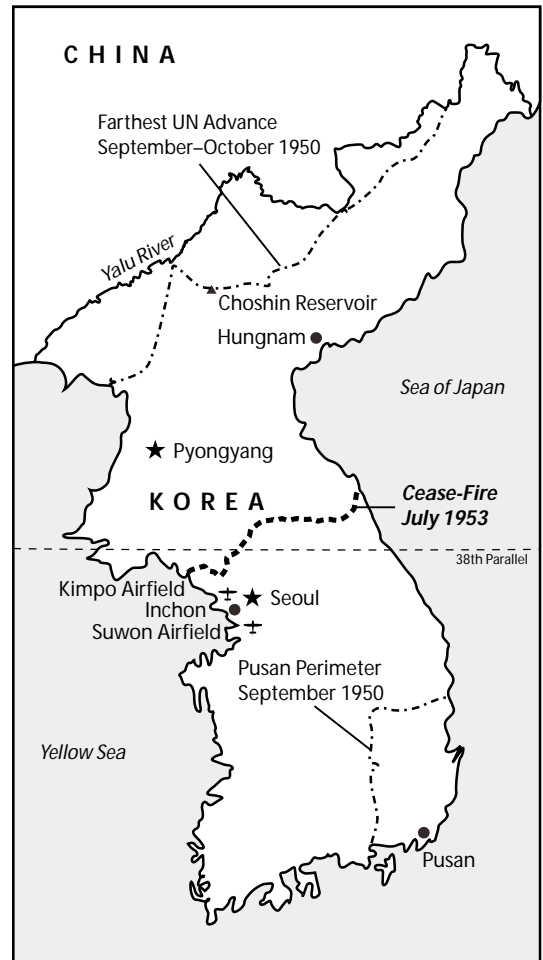 CHINA
Farthest UN Advance
September–October 1950
Yalu River
Choshin Reservoir
Hungnam
Sea of Japan
Pyongyang
KOREA
Cease-Fire
July 1953
38th Parallel
Kimpo Airfield
Seoul
Inchon
Suwon Airfield
Pusan Perimeter
September 1950
Yellow Sea
Pusan